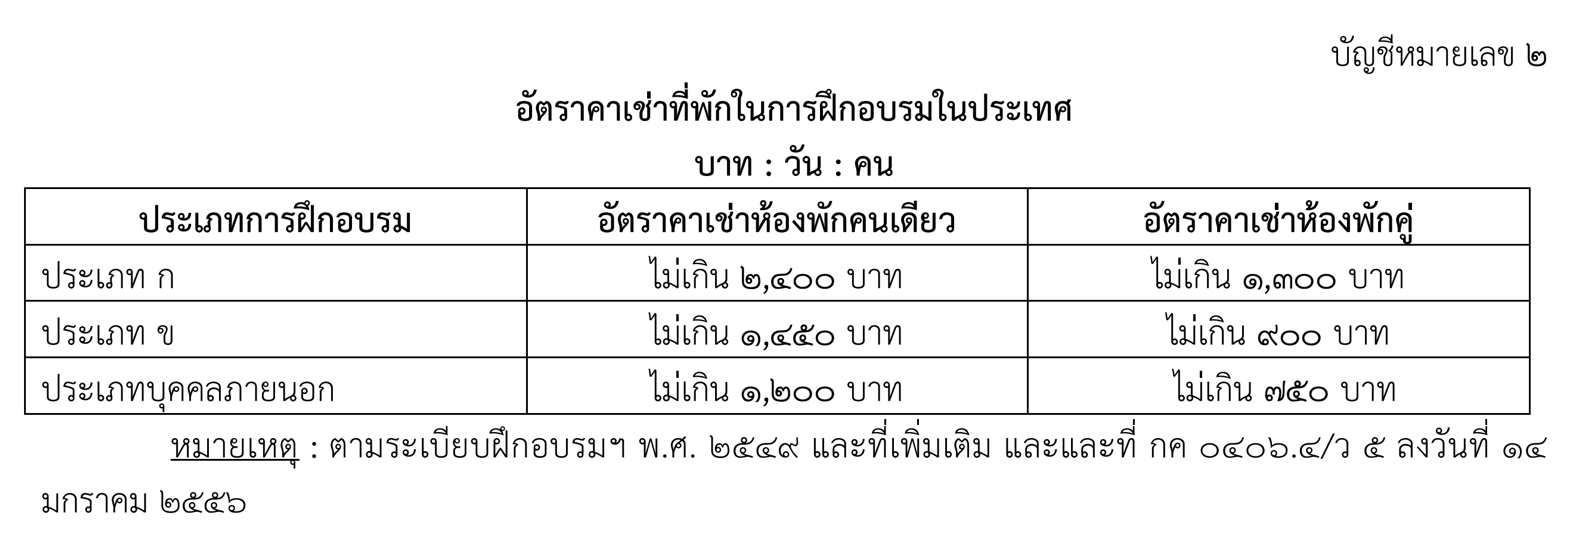 บัญชีหมายเลข ๒
อัตราคาเช่าที่พักในการฝึกอบรมในประเทศ
บาท : วัน : คน
ประเภทการฝึกอบรม อัตราคาเช่าห้องพักคนเดียว อัตราคาเช่าห้องพักคู่
ประเภท ก ไม่เกิน ๒,๔๐๐ บาท ไม่เกิน ๑,๓๐๐ บาท
ประเภท ข ไม่เกิน ๑,๔๕๐ บาท ไม่เกิน ๙๐๐ บาท
ประเภทบุคคลภายนอก ไม่เกิน ๑,๒๐๐ บาท ไม่เกิน ๗๕๐ บาท
หมายเหตุ : ตามระเบียบฝึกอบรมฯ พ.ศ. ๒๕๔๙ และที่เพิ่มเติม และและที่ กค ๐๔๐๖.๔/ว ๕ ลงวันที่ ๑๔
มกราคม ๒๕๕๖